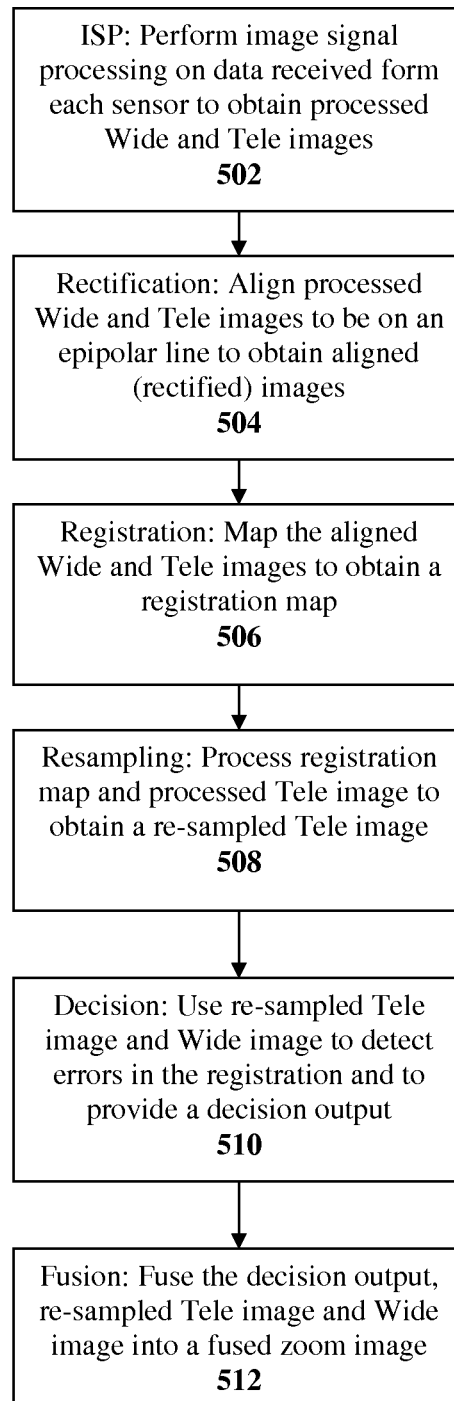 ISP: Perform image signal
processing on data received form
each sensor to obtain processed
Wide and Tele images
502
Rectification: Align processed
Wide and Tele images to be on an
epipolar line to obtain aligned
(rectified) images
504
Registration: Map the aligned
Wide and Tele images to obtain a
registration map
506
Resampling: Process registration
map and processed Tele image to
obtain a re-sampled Tele image
508
Decision: Use re-sampled Tele
image and Wide image to detect
errors in the registration and to
provide a decision output
510
Fusion: Fuse the decision output,
re-sampled Tele image and Wide
image into a fused zoom image
512